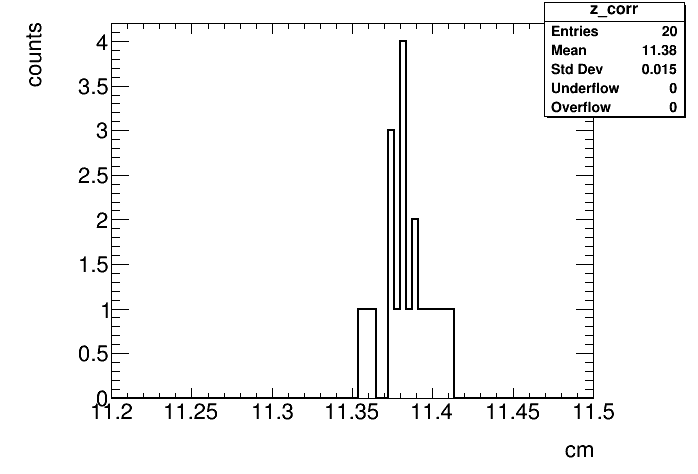 z_corr
Entries 20
Mean 11.38
Std Dev 0.015
Underflow 0
Overflow 0
counts
4
3.5
3
2.5
2
1.5
1
0.5
0
11.2 11.25 11.3 11.35 11.4 11.45 11.5
cm